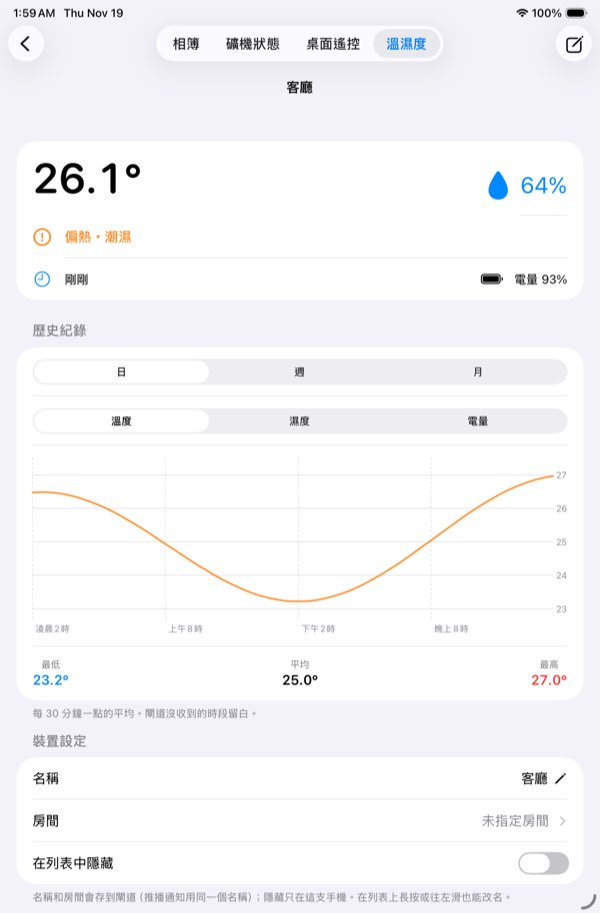 1:59 AM Thu Nov 19 100%
相簿 礦機狀態 桌面遙控 溫濕度
客廳
26.1° 64%
偏熱・潮濕
剛剛 電量 93%
歷史紀錄
日 週 月
溫度 濕度 電量
27
26
25
24
23
凌晨2時 上午8時 下午2時 晚上8時
最低 平均 最高
23.2° 25.0° 27.0°
每 30 分鐘一點的平均。閘道沒收到的時段留白。
裝置設定
名稱 客廳
房間 未指定房間
在列表中隱藏
名稱和房間會存到閘道（推播通知用同一個名稱）；隱藏只在這支手機。在列表上長按或往左滑也能改名。